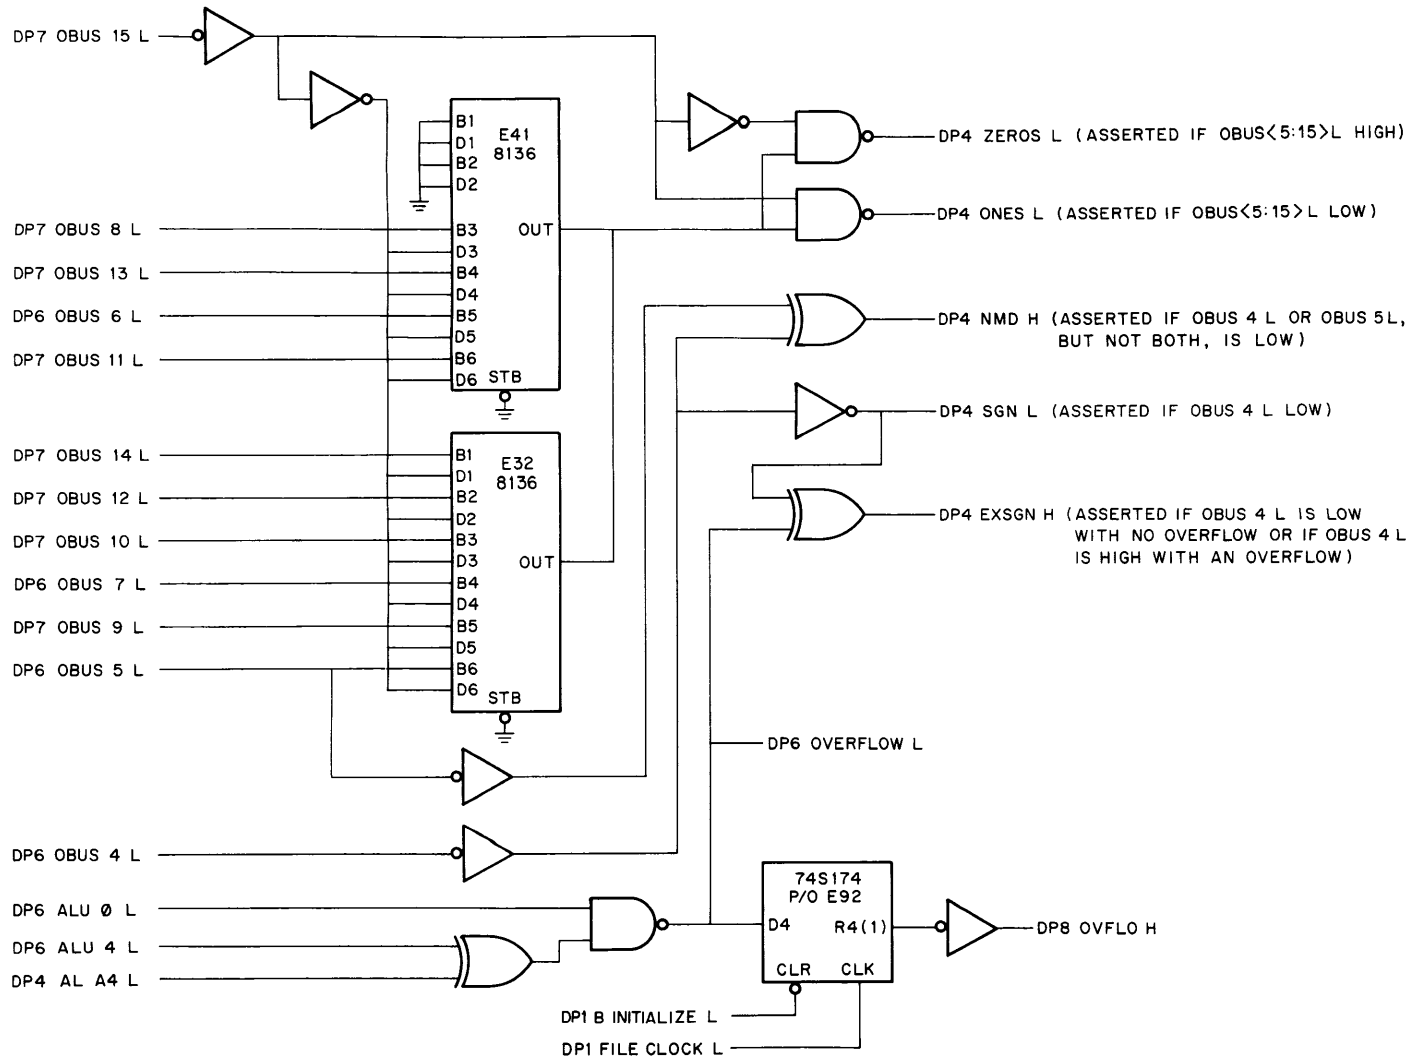 DP7 OBUS 15 L
DP4 ZEROS L (ASSERTED IF OBUS<5:15>L HIGH)
DP4 ONES L (ASSERTED IF OBUS<5:15>L LOW)
B1
D1
B2
D2
E41
8136
DP7 OBUS 8 L
B3
OUT
D3
DP7 OBUS 13 L
B4
D4
DP6 OBUS 6 L
B5
D5
DP7 OBUS 11 L
B6
D6
STB
DP4 NMD H (ASSERTED IF OBUS 4 L OR OBUS 5L,
BUT NOT BOTH, IS LOW)
DP4 SGN L (ASSERTED IF OBUS 4 L LOW)
DP4 EXSGN H (ASSERTED IF OBUS 4 L IS LOW
WITH NO OVERFLOW OR IF OBUS 4 L
IS HIGH WITH AN OVERFLOW)
DP7 OBUS 14 L
B1
E32
8136
D1
DP7 OBUS 12 L
B2
D2
DP7 OBUS 10 L
B3
D3
OUT
DP6 OBUS 7 L
B4
D4
DP7 OBUS 9 L
B5
D5
DP6 OBUS 5 L
B6
D6
STB
DP6 OVERFLOW L
DP6 OBUS 4 L
DP6 ALU Ø L
DP6 ALU 4 L
DP4 AL A4 L
74S174
P/O E92
D4
R4(1)
CLR
CLK
DP8 OVFLO H
DP1 B INITIALIZE L
DP1 FILE CLOCK L